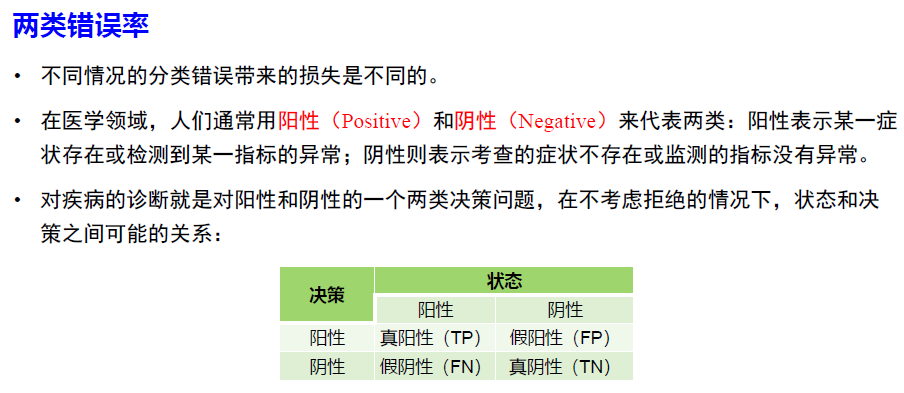 两类错误率
• 不同情况的分类错误带来的损失是不同的。
• 在医学领域，人们通常用阳性（Positive）和阴性（Negative）来代表两类：阳性表示某一症
状存在或检测到某一指标的异常；阴性则表示考查的症状不存在或监测的指标没有异常。
• 对疾病的诊断就是对阳性和阴性的一个两类决策问题，在不考虑拒绝的情况下，状态和决
策之间可能的关系：
决策 状态
阳性 阴性
阳性 真阳性（TP） 假阳性（FP）
阴性 假阴性（FN） 真阴性（TN）